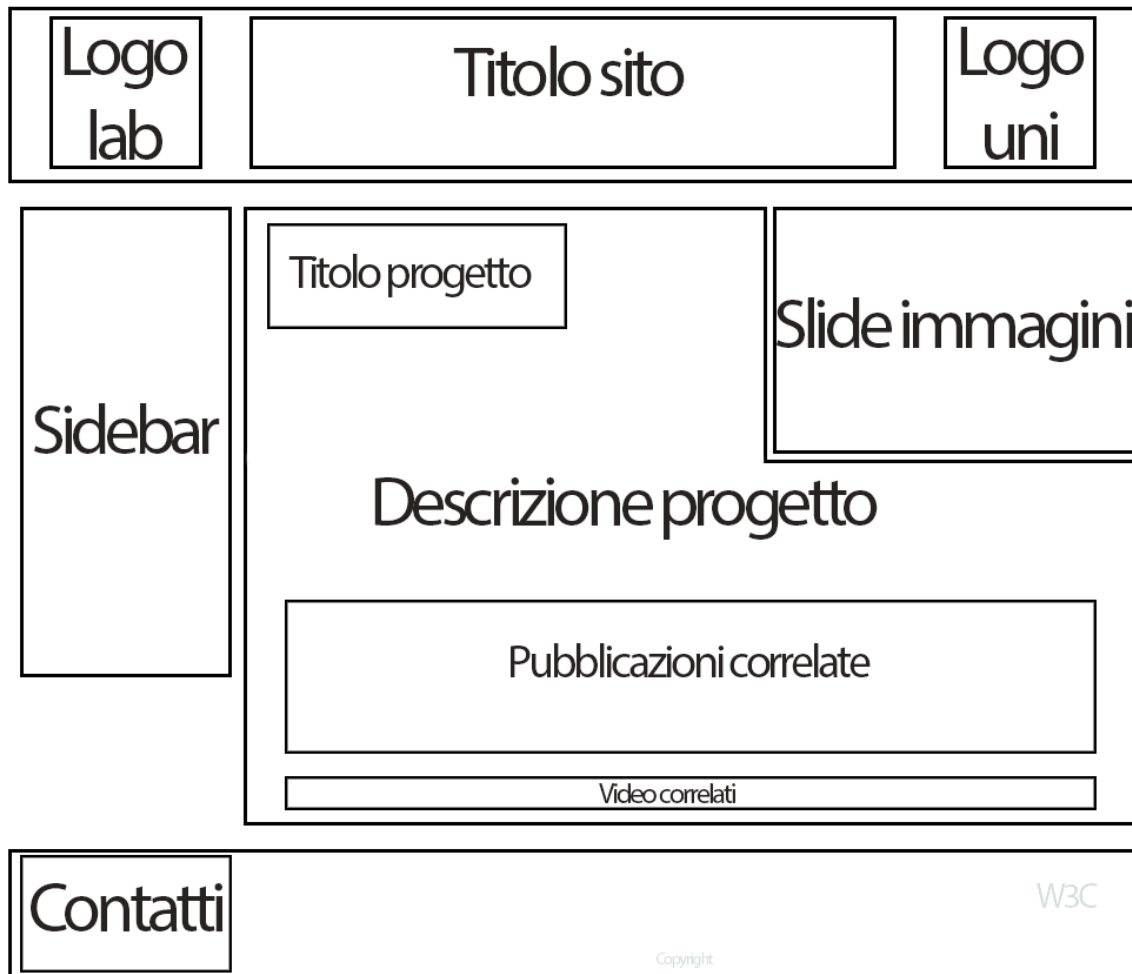 Logo
lab
Titolo sito
Logo
uni
Sidebar
Titolo progetto
Slide immagini
Descrizione progetto
Pubblicazioni correlate
Video correlati
Contatti
W3C
Copyright